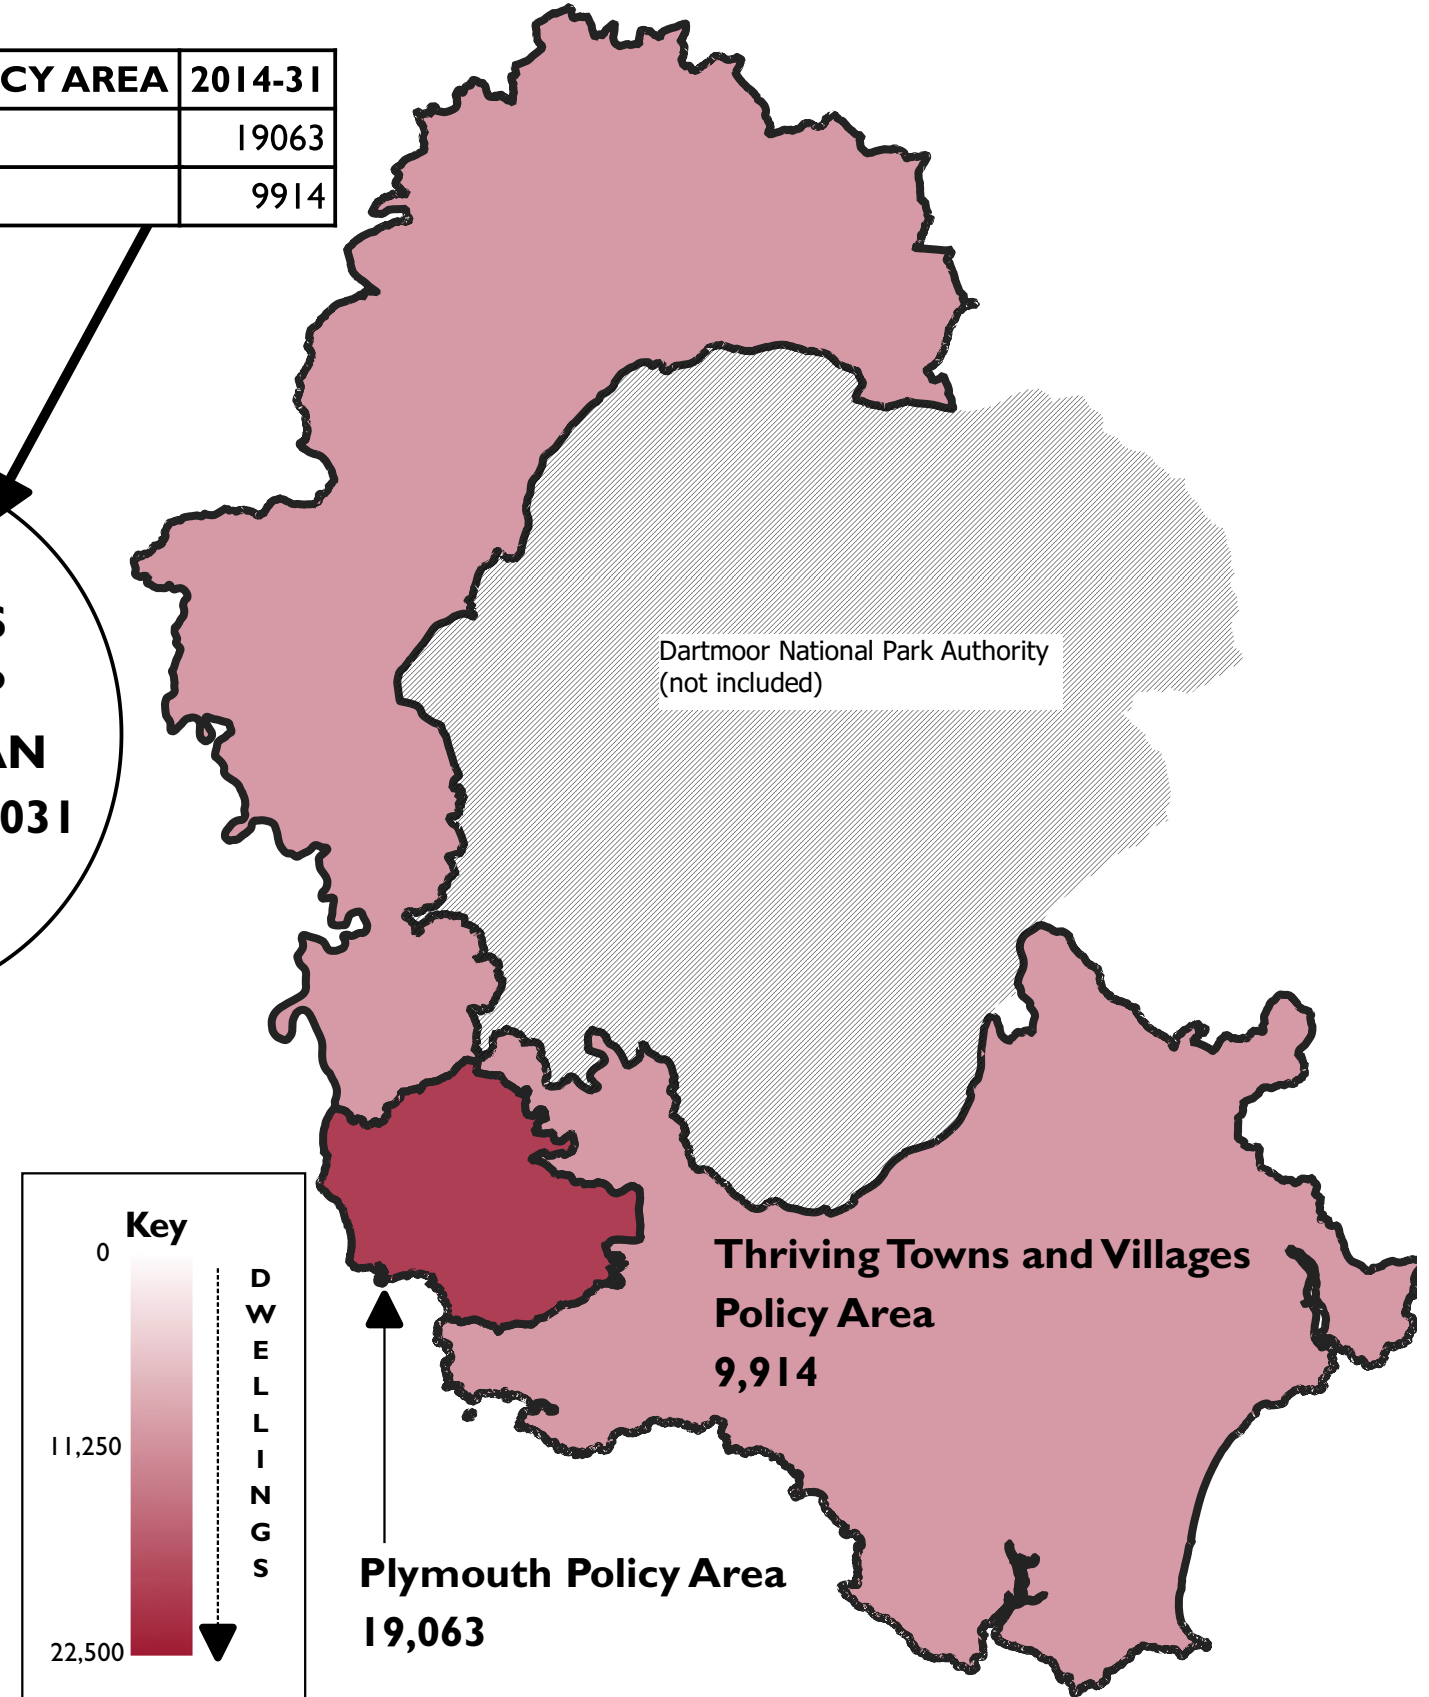 CY AREA 2014-31
19063
9914
S
AN
031
Dartmoor National Park Authority
(not included)
Key
0
11,250
22,500
DWELLINGS
Thriving Towns and Villages
Policy Area
9,914
Plymouth Policy Area
19,063